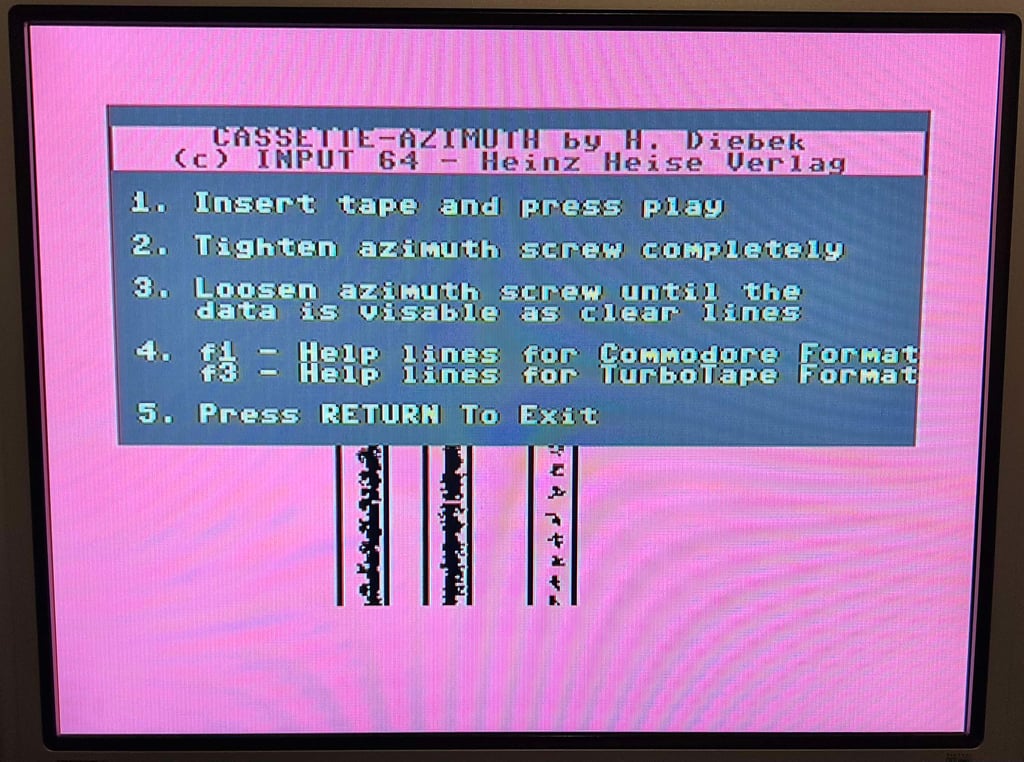 CASSETTE-AZIMUTH by H. Diebek
(c) INPUT 64 - Heinz Heise Verlag
1. Insert tape and press play
2. Tighten azimuth screw completely
3. Loosen azimuth screw until the
data is visable as clear lines
4. f1 - Help lines for Commodore Format
f3 - Help lines for TurboTape Format
5. Press RETURN To Exit